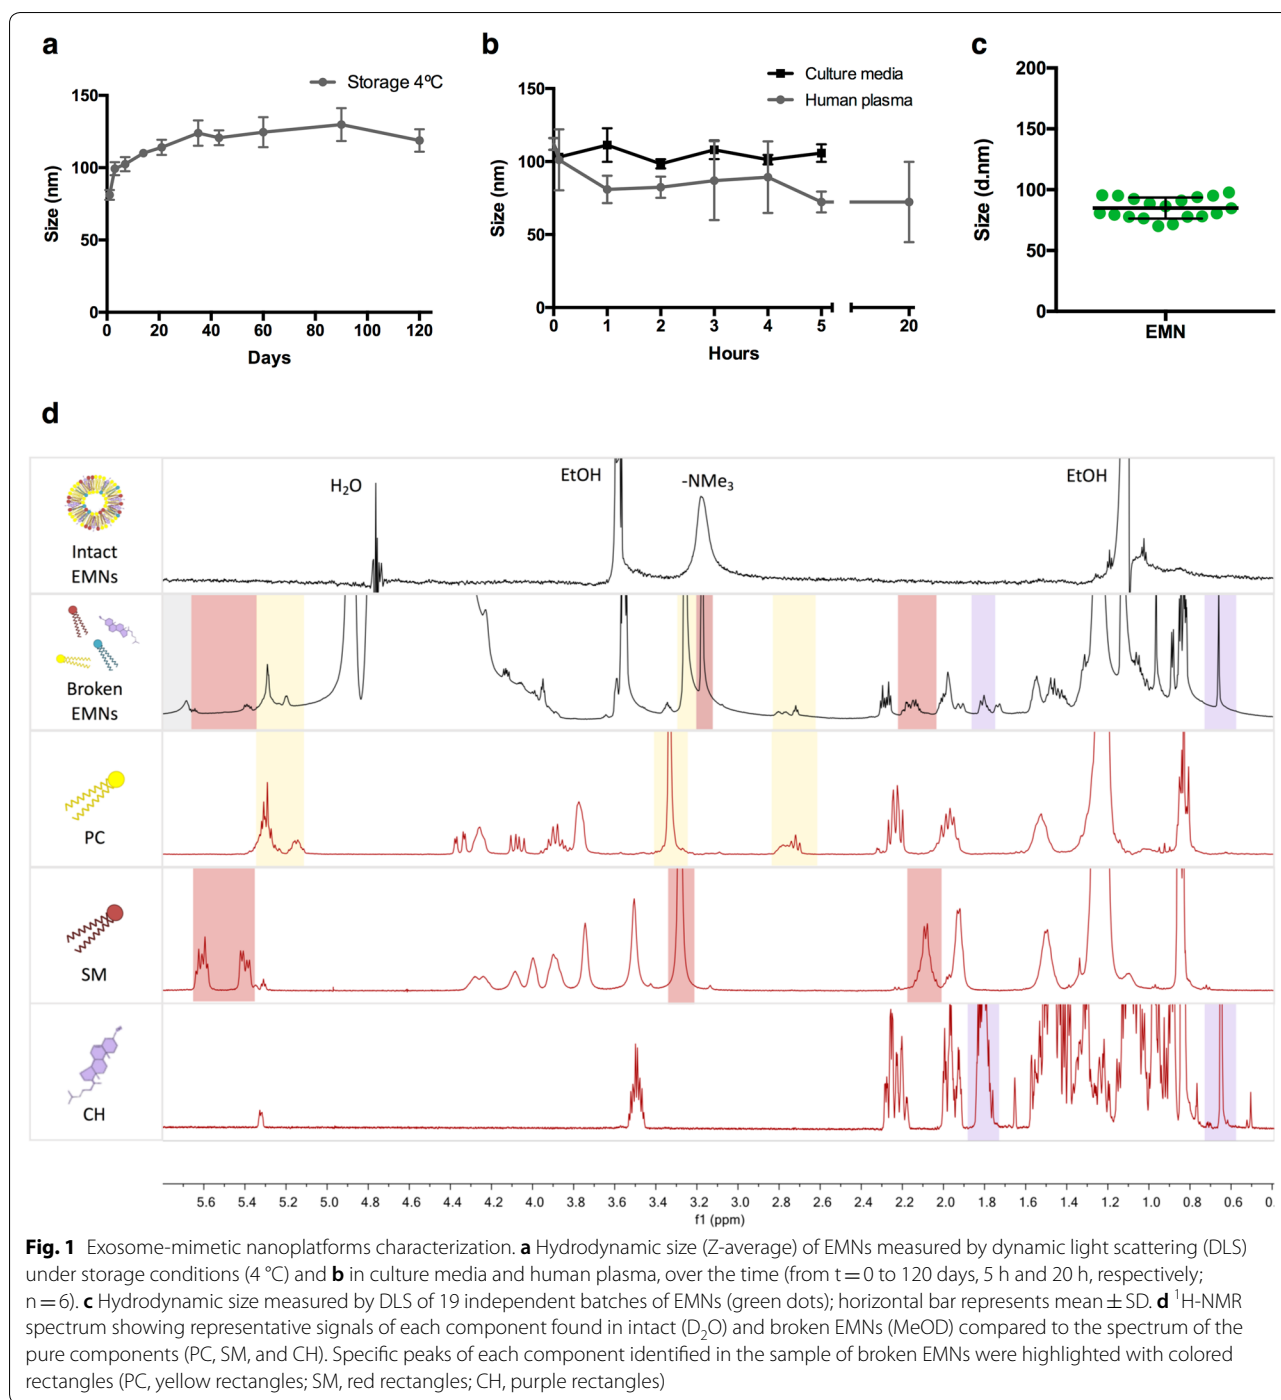 a
Storage 4ºC
150
100
50
0
Size (nm)
0 20 40 60 80 100 120
Days
b
Culture media
Human plasma
150
100
50
0
Size (nm)
0 1 2 3 4 5 20
Hours
c
200
150
100
50
0
Size (d.nm)
EMN
d
Intact
EMNs
H₂O
EtOH
-NMe₃
EtOH
Broken
EMNs
PC
SM
CH
5.6 5.4 5.2 5.0 4.8 4.6 4.4 4.2 4.0 3.8 3.6 3.4 3.2 3.0 2.8 2.6 2.4 2.2 2.0 1.8 1.6 1.4 1.2 1.0 0.8 0.6 0.
f1 (ppm)
Fig. 1 Exosome-mimetic nanoplatforms characterization. a Hydrodynamic size (Z-average) of EMNs measured by dynamic light scattering (DLS)
under storage conditions (4 °C) and b in culture media and human plasma, over the time (from t = 0 to 120 days, 5 h and 20 h, respectively;
n = 6). c Hydrodynamic size measured by DLS of 19 independent batches of EMNs (green dots); horizontal bar represents mean ± SD. d ¹H-NMR
spectrum showing representative signals of each component found in intact (D₂O) and broken EMNs (MeOD) compared to the spectrum of the
pure components (PC, SM, and CH). Specific peaks of each component identified in the sample of broken EMNs were highlighted with colored
rectangles (PC, yellow rectangles; SM, red rectangles; CH, purple rectangles)